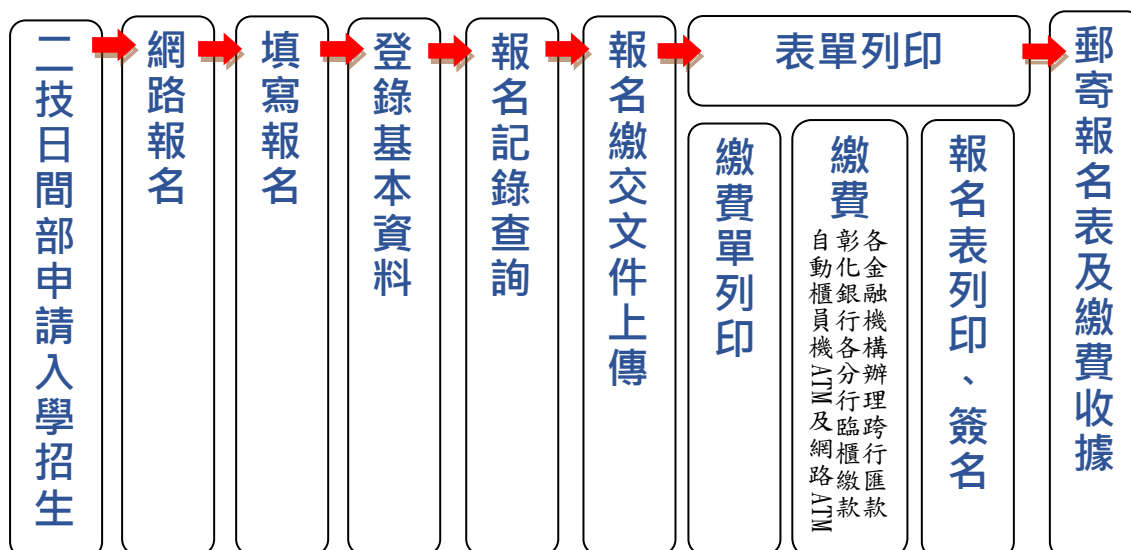 二技日間部申請入學招生
網路報名
填寫報名
登錄基本資料
報名記錄查詢
報名繳交文件上傳
表單列印
繳費單列印
繳費
各金融機構辦理跨行匯款
彰化銀行各分行臨櫃繳款
自動櫃員機ATM及網路ATM
報名表列印、簽名
郵寄報名表及繳費收據